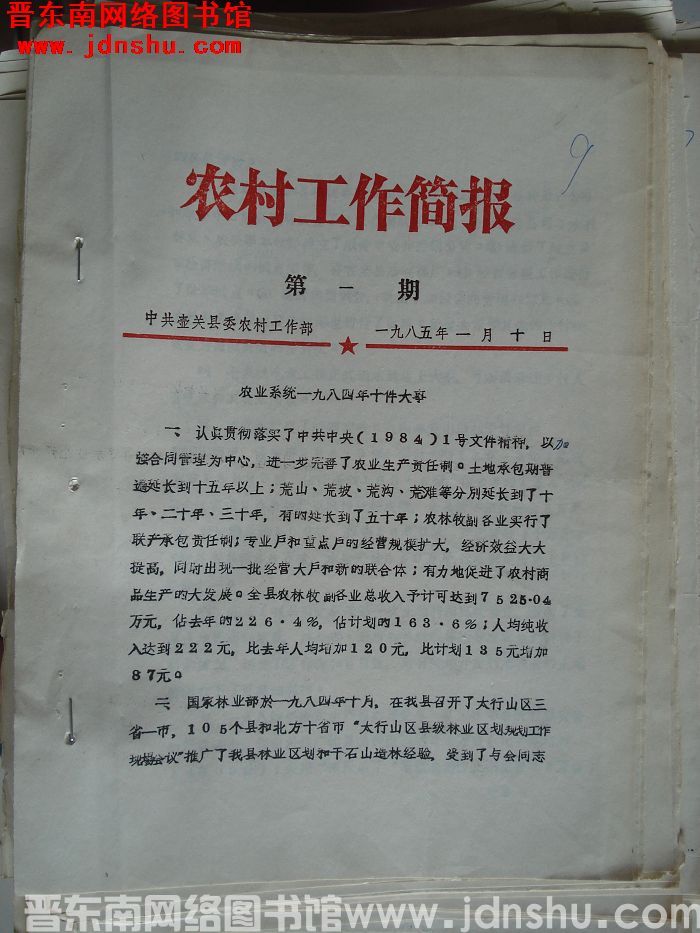 晋东南网络图书馆
www.jdnshu.com
9
农村工作简报
第一期
中共壶关县委农村工作部 一九八五年一月十日
农业系统一九八四年十件大事
一、认真贯彻落实了中共中央(1984)1号文件精神，以加
强合同管理为中心，进一步完善了农业生产责任制。土地承包期普
遍延长到十五年以上；荒山、荒坡、荒沟、荒滩等分别延长到了十
年、二十年、三十年，有的延长到了五十年；农林牧副各业实行了
联产承包责任制；专业户和重点户的经营规模扩大，经济效益大大
提高，同时出现一批经营大户和新的联合体；有力地促进了农村商
品生产的大发展。全县农林牧副各业总收入予计可达到7525·04
万元，佔去年的226·4%，佔计划的163·6%；人均纯收
入达到222元，比去年人均增加120元，比计划135元增加
87元。
二、国家林业部於一九八四年十月，在我县召开了太行山区三
省一市，105个县和北方十省市“太行山区县级林业区划规划工作
现场会议”推广了我县林业区划和干石山造林经验，受到了与会同志
晋东南网络图书馆www.jdnshu.com